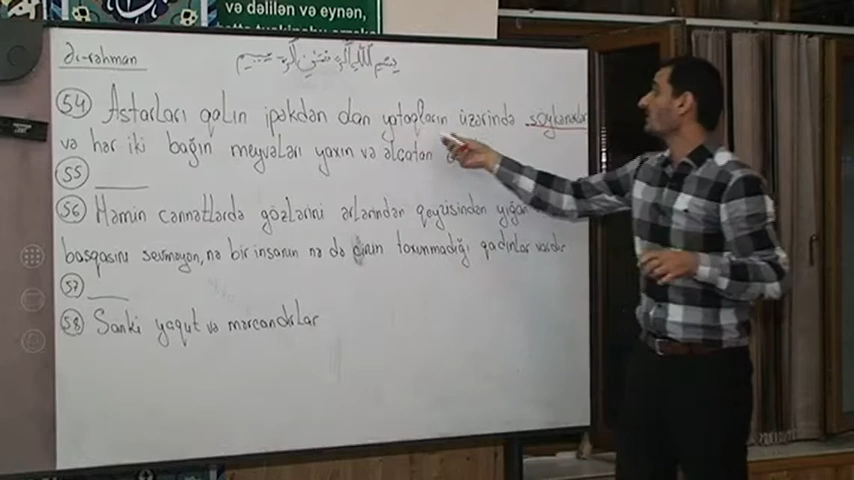 və dəlilən və eynən,
Ər-rəhman
بسم الله الرحمن الرحيم
54 Astarları qalın ipəkdən olan yataqların üzərində söykənərlər
və hər iki bağın meyvələri yaxın və əlçatan
55
56 Həmin cənnətlərdə gözlərini ərlərindən qeyrisindən yığan
başqasını sevməyən, nə bir insanın nə də cinin toxunmadığı qadınlar vardır
57
58 Sanki yaqut və mərcandırlar